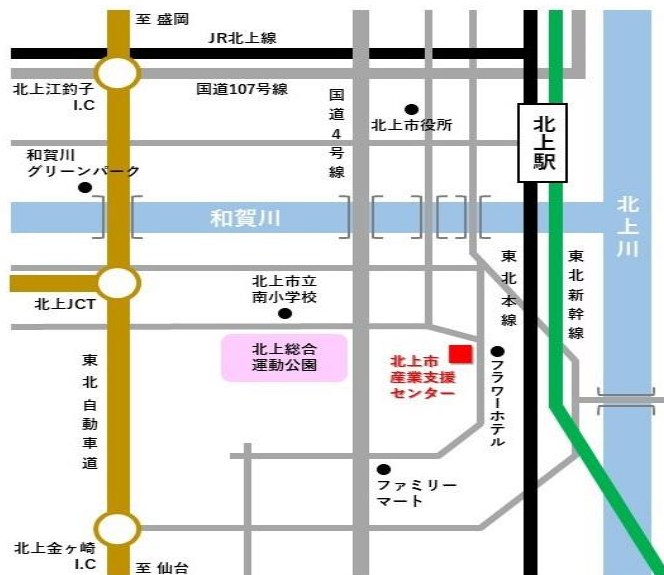 至 盛岡
JR北上線
北上江釣子
I.C
国道107号線
国道4号線
北上市役所
北上駅
和賀川
グリーンパーク
和賀川
北上川
北上JCT
北上市立
南小学校
東北本線
東北新幹線
北上総合
運動公園
北上市
産業支援
センター
フラワーホテル
東北自動車道
ファミリー
マート
北上金ヶ崎
I.C
至 仙台